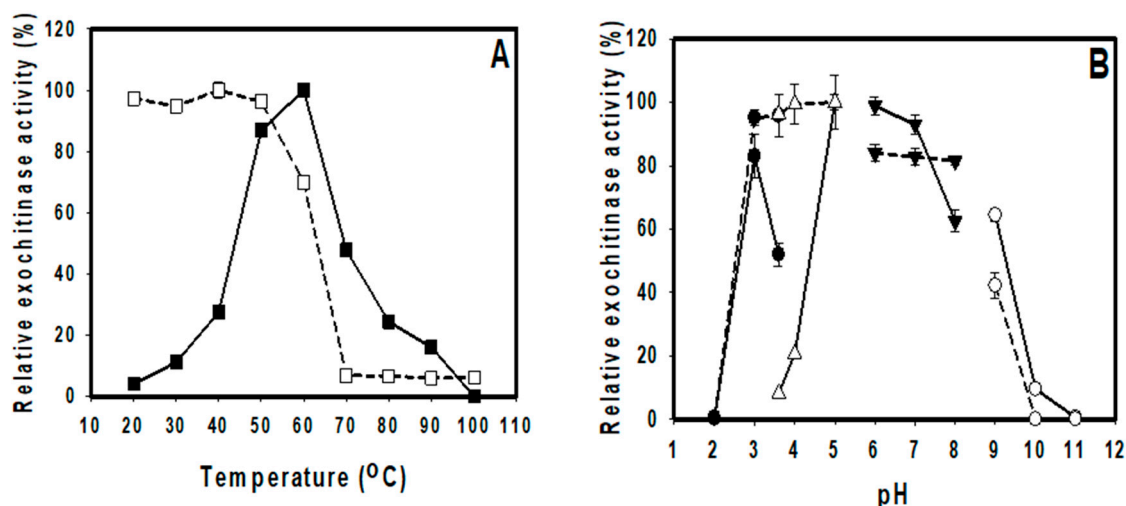 A
Relative exochitinase activity (%)
120
100
80
60
40
20
0
10 20 30 40 50 60 70 80 90 100 110
Temperature (⁰C)
B
Relative exochitinase activity (%)
120
100
80
60
40
20
0
1 2 3 4 5 6 7 8 9 10 11 12
pH